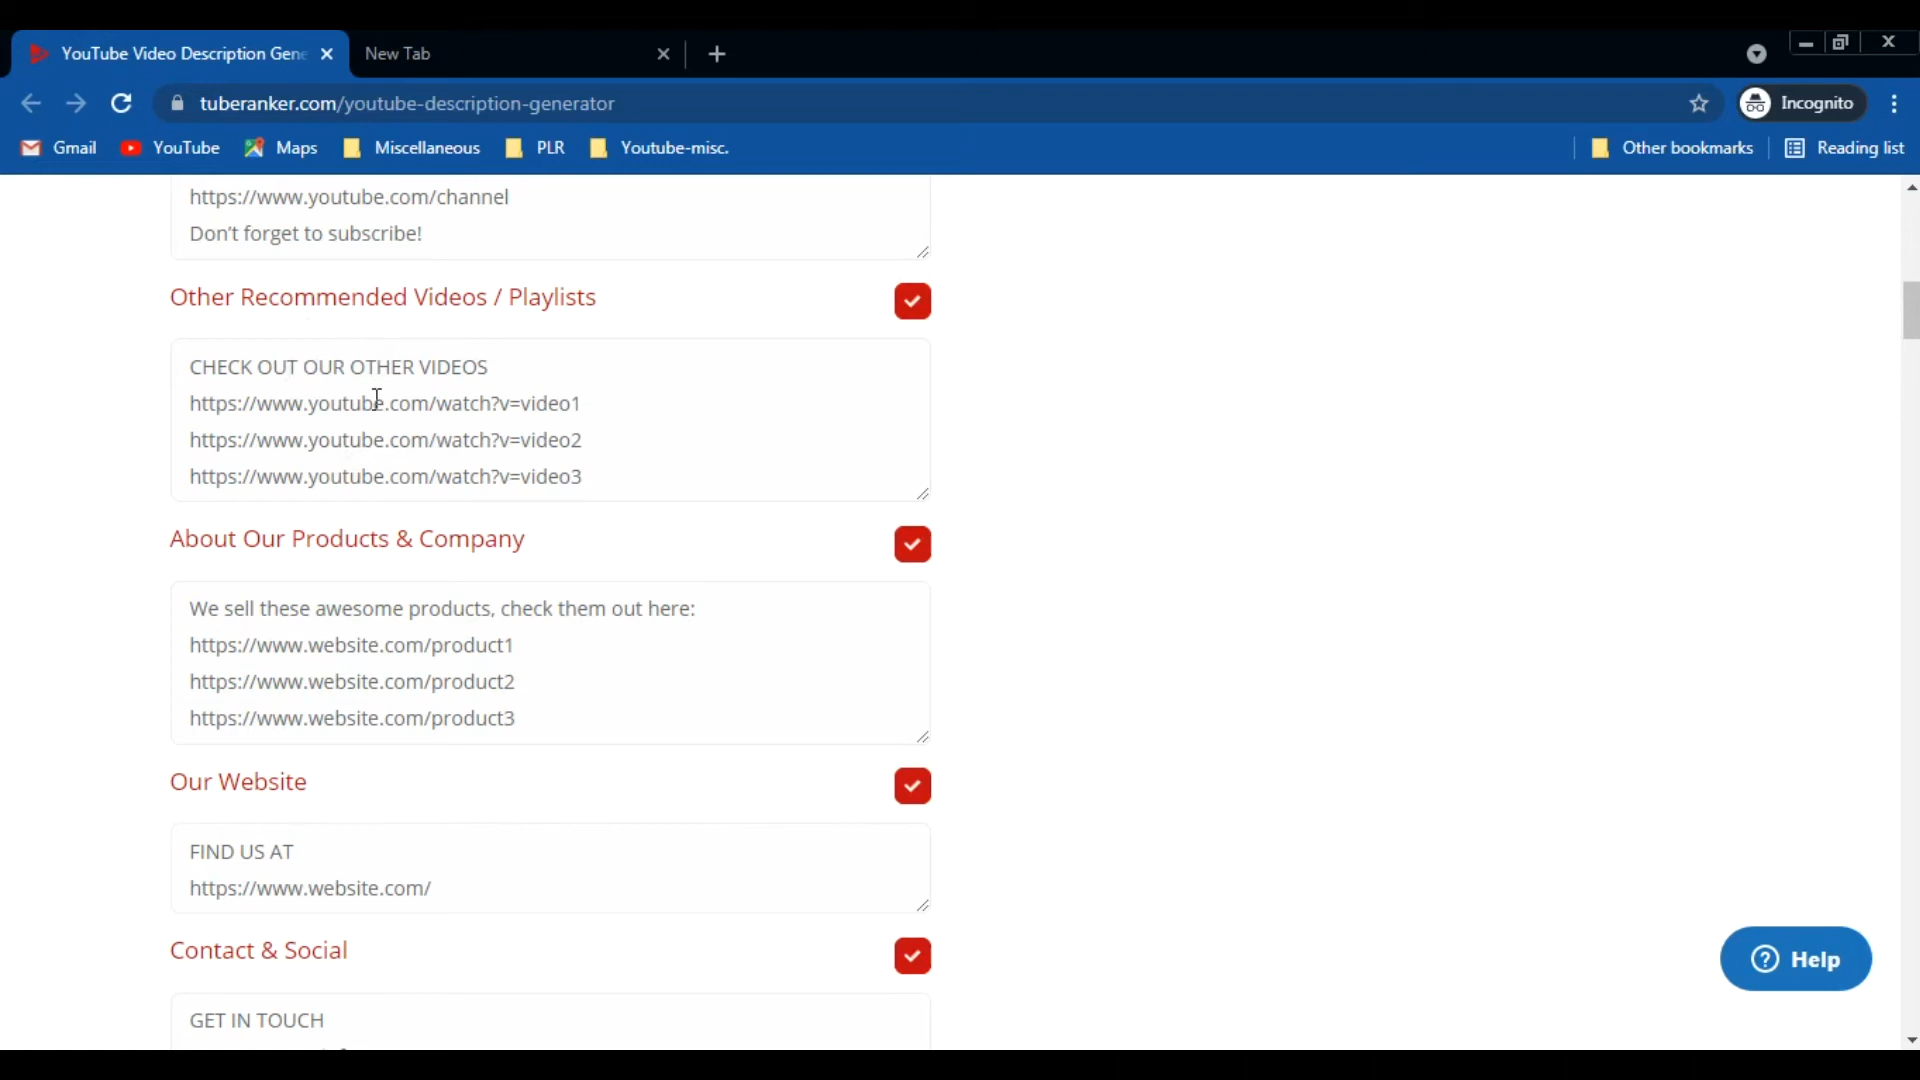 YouTube Video Description Gene
New Tab
tuberanker.com/youtube-description-generator
Incognito
Gmail
YouTube
Maps
Miscellaneous
PLR
Youtube-misc.
Other bookmarks
Reading list
https://www.youtube.com/channel
Don't forget to subscribe!
Other Recommended Videos / Playlists
CHECK OUT OUR OTHER VIDEOS
https://www.youtube.com/watch?v=video1
https://www.youtube.com/watch?v=video2
https://www.youtube.com/watch?v=video3
About Our Products & Company
We sell these awesome products, check them out here:
https://www.website.com/product1
https://www.website.com/product2
https://www.website.com/product3
Our Website
FIND US AT
https://www.website.com/
Contact & Social
GET IN TOUCH
Help